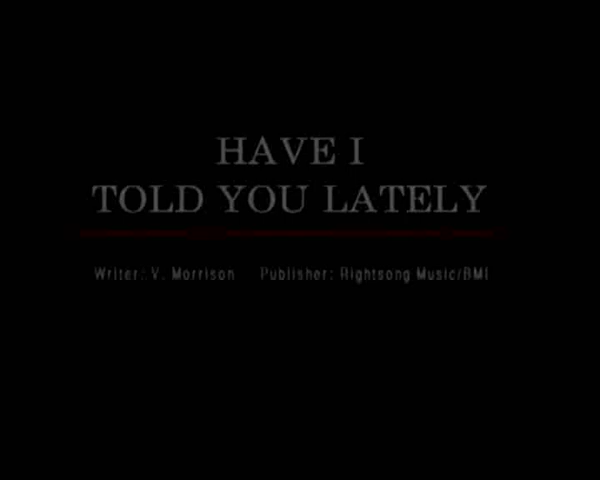 HAVE I
TOLD YOU LATELY
Writer: V. Morrison Publisher: Rightsong Music/BMI